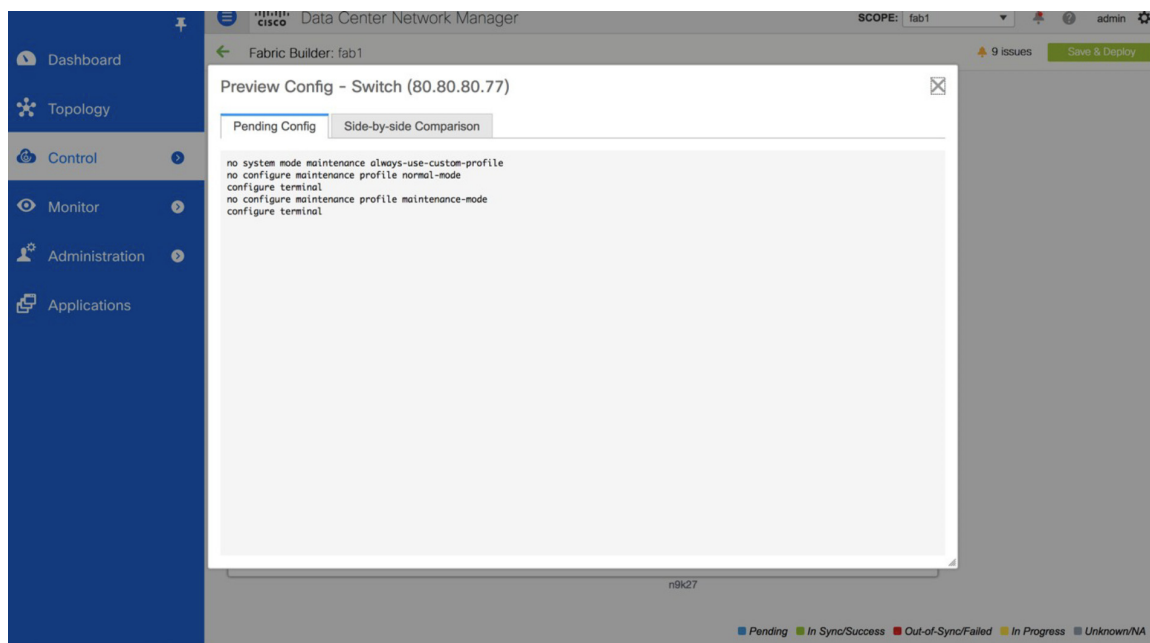 CISCO Data Center Network Manager
SCOPE: fab1
admin
Fabric Builder: fab1
9 issues
Save & Deploy
Dashboard
Topology
Control
Monitor
Administration
Applications
Preview Config - Switch (80.80.80.77)
Pending Config
Side-by-side Comparison
no system mode maintenance always-use-custom-profile
no configure maintenance profile normal-mode
configure terminal
no configure maintenance profile maintenance-mode
configure terminal
n9k27
Pending In Sync/Success Out-of-Sync/Failed In Progress Unknown/NA